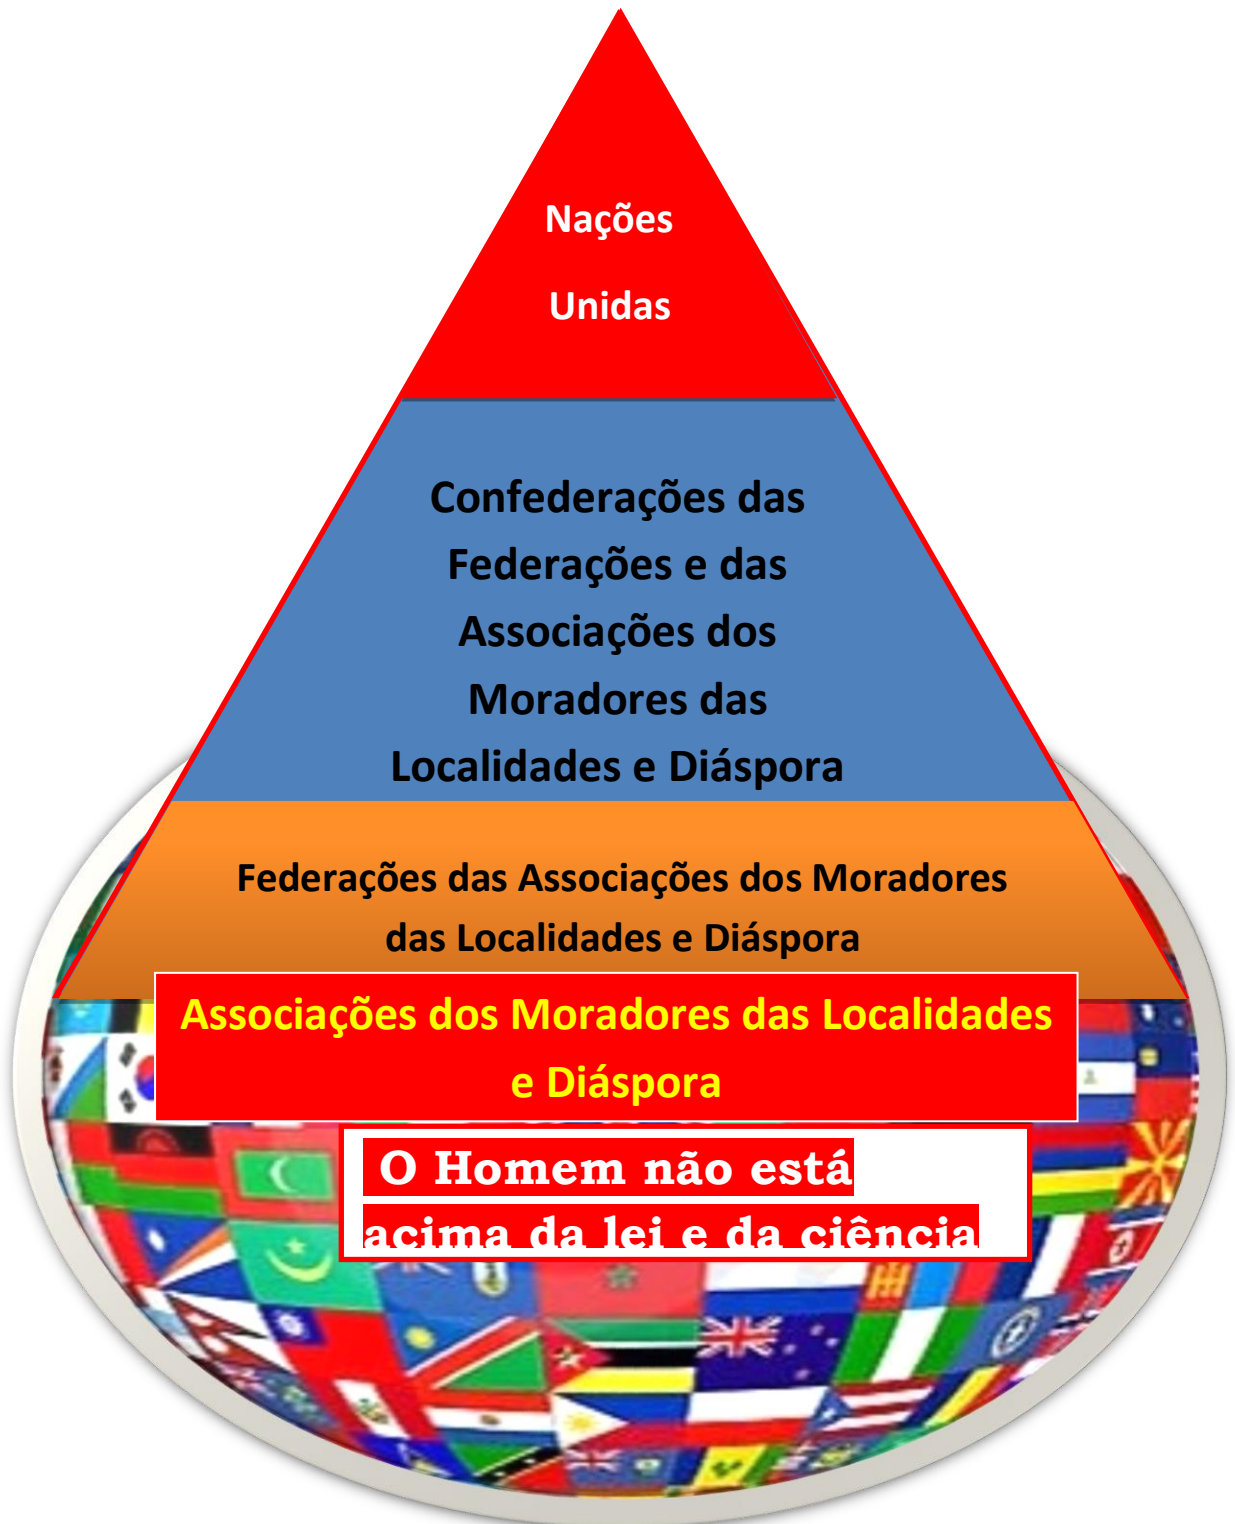 Nações
Unidas
Confederações das
Federações e das
Associações dos
Moradores das
Localidades e Diáspora
Federações das Associações dos Moradores
das Localidades e Diáspora
Associações dos Moradores das Localidades
e Diáspora
O Homem não está
acima da lei e da ciência